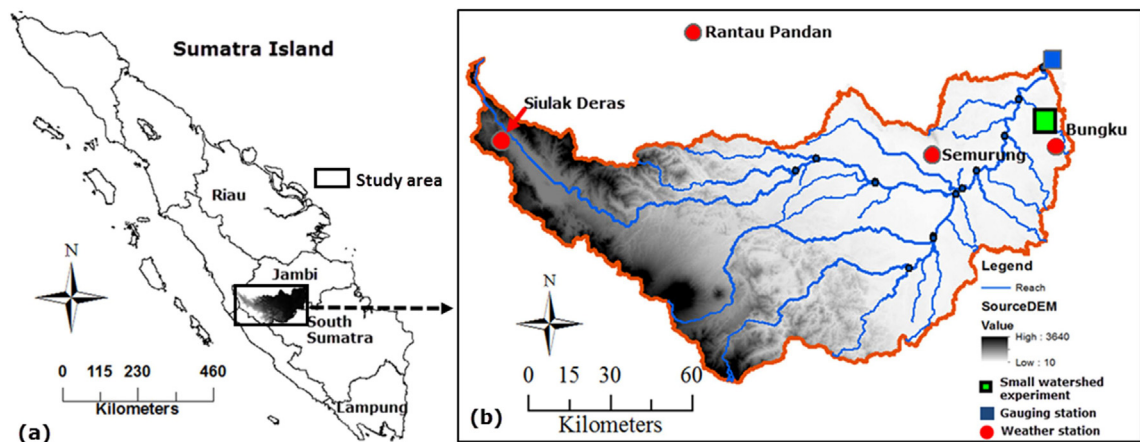 Sumatra Island
N
Riau
Study area
Jambi
South
Sumatra
Lampung
0 115 230 460
Kilometers
(a)
Rantau Pandan
Siulak Deras
Semurung
Bungku
N
0 15 30 60
Kilometers
(b)
Legend
Reach
SourceDEM
Value
High : 3640
Low : 10
Small watershed
experiment
Gauging station
Weather station